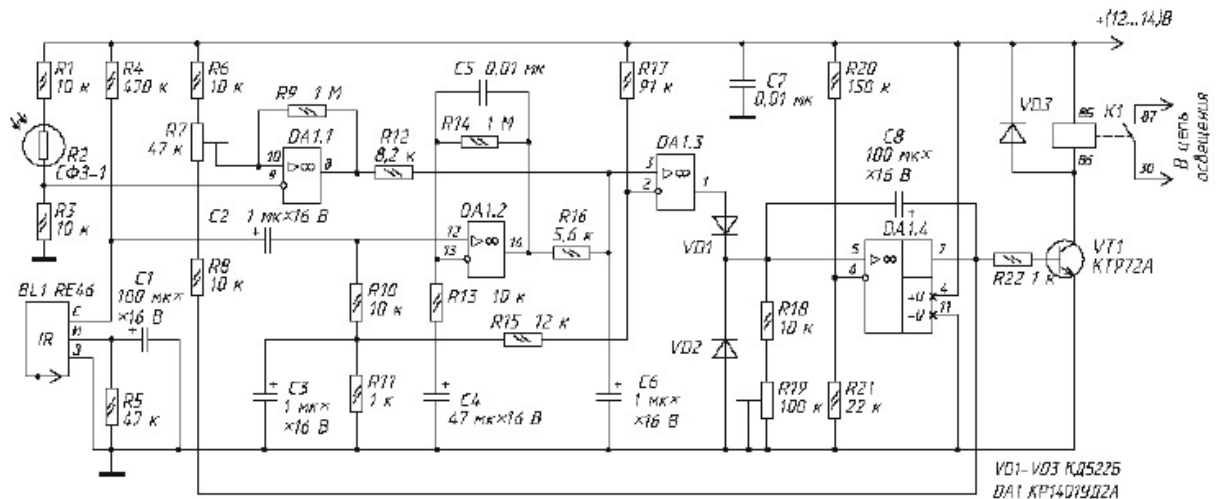 +(12...14)В
R1
10 к
R4
470 к
R6
10 к
R9 1 М
C5 0,01 мк
R14 1 М
R17
91 к
C7
0,01 мк
R20
150 к
VD3
85
K1
87
86
30
В цепь
освещения
R2
СФ3-1
R7
47 к
10
9
DA1.1
▷∞
8
R12
8,2 к
DA1.3
3
2
▷∞
1
C8
100 мк×
×16 В
R3
10 к
C2
1 мк×16 В
DA1.2
12
13
▷∞
14
R16
5,6 к
VD1
DA1.4
5
▷∞
7
+U
4
-U
11
R22 1 к
VT1
КТ972А
BL1 RE46
IR
C1
100 мк×
×16 В
R8
10 к
R10
10 к
R13 10 к
R15 12 к
VD2
R18
10 к
R5
47 к
C3
1 мк×
×16 В
R11
1 к
C4
47 мк×16 В
C6
1 мк×
×16 В
R19
100 к
R21
22 к
VD1-VD3 КД522Б
DA1 КР1401УД2А